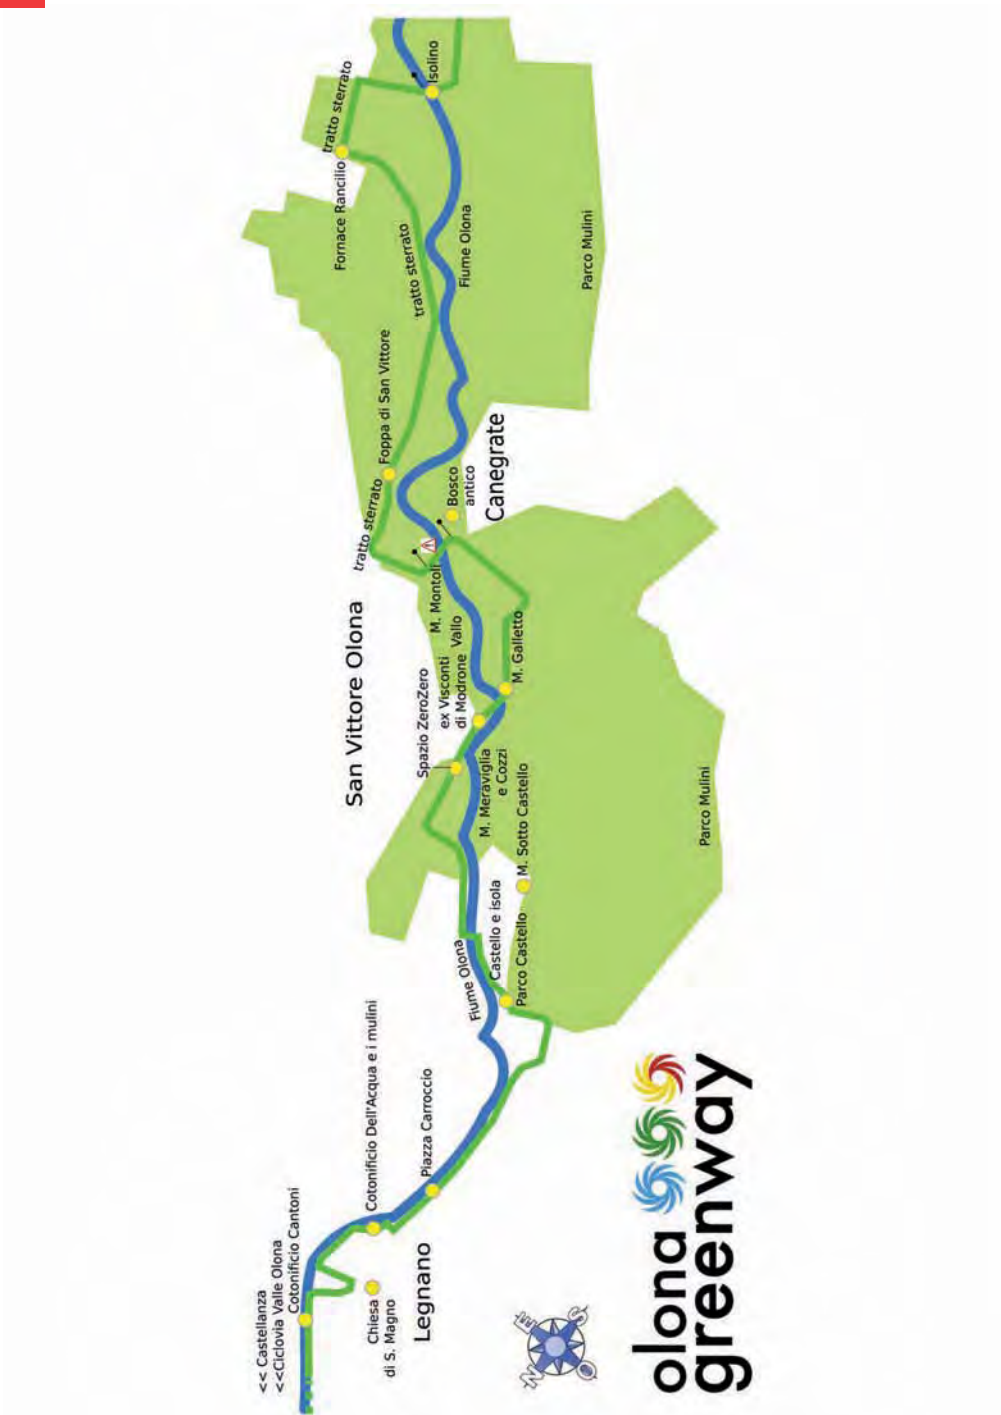 << Castellanza
<<Ciclovia Valle Olona
Cotonificio Cantoni
Chiesa
di S. Magno
Legnano
Cotonificio Dell'Acqua e i mulini
Piazza Carroccio
Fiume Olona
Castello e isola
Parco Castello
M. Sotto Castello
M. Meraviglia
e Cozzi
Spazio ZeroZero
ex Visconti
di Modrone
Vallo
San Vittore Olona
M. Galletto
M. Montoli
Parco Mulini
tratto sterrato
Foppa di San Vittore
Bosco
antico
Canegrate
tratto sterrato
Fiume Olona
Fornace Rancilio
tratto sterrato
Isolino
Parco Mulini
N
E
S
O
olona
greenway